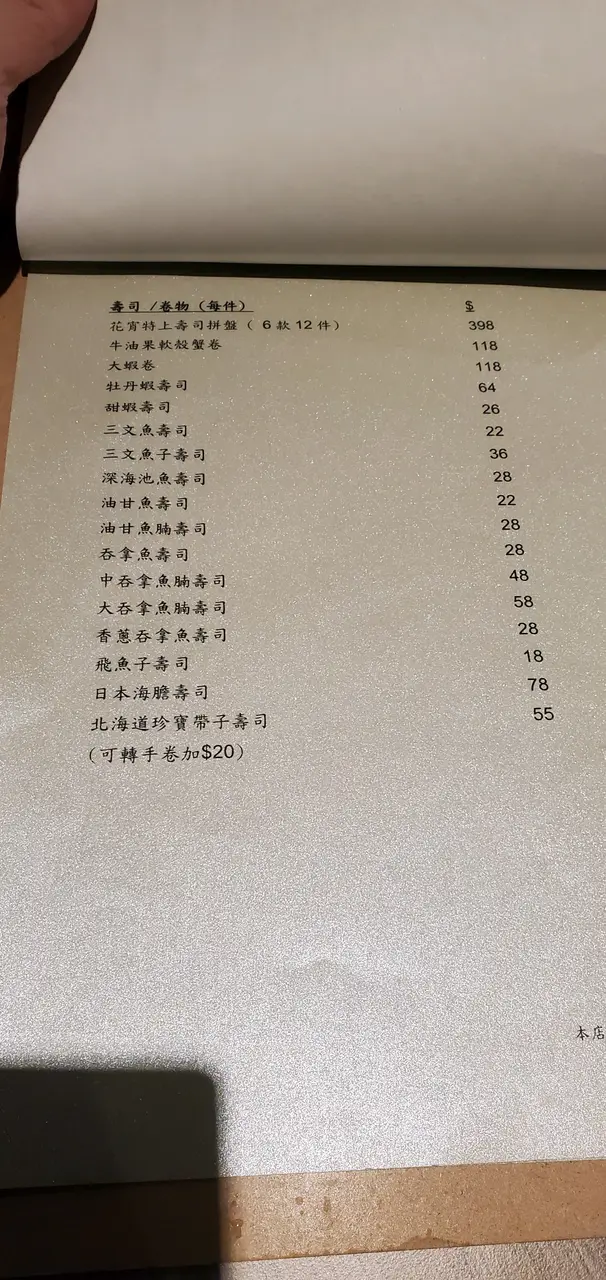 壽司 /卷物 (每件) $
花宵特上壽司拼盤 ( 6 款 12 件) 398
牛油果軟殼蟹卷 118
大蝦卷 118
牡丹蝦壽司 64
甜蝦壽司 26
三文魚壽司 22
三文魚子壽司 36
深海池魚壽司 28
油甘魚壽司 22
油甘魚腩壽司 28
吞拿魚壽司 28
中吞拿魚腩壽司 48
大吞拿魚腩壽司 58
香蔥吞拿魚壽司 28
飛魚子壽司 18
日本海膽壽司 78
北海道珍寶帶子壽司 55
(可轉手卷加$20)
本店